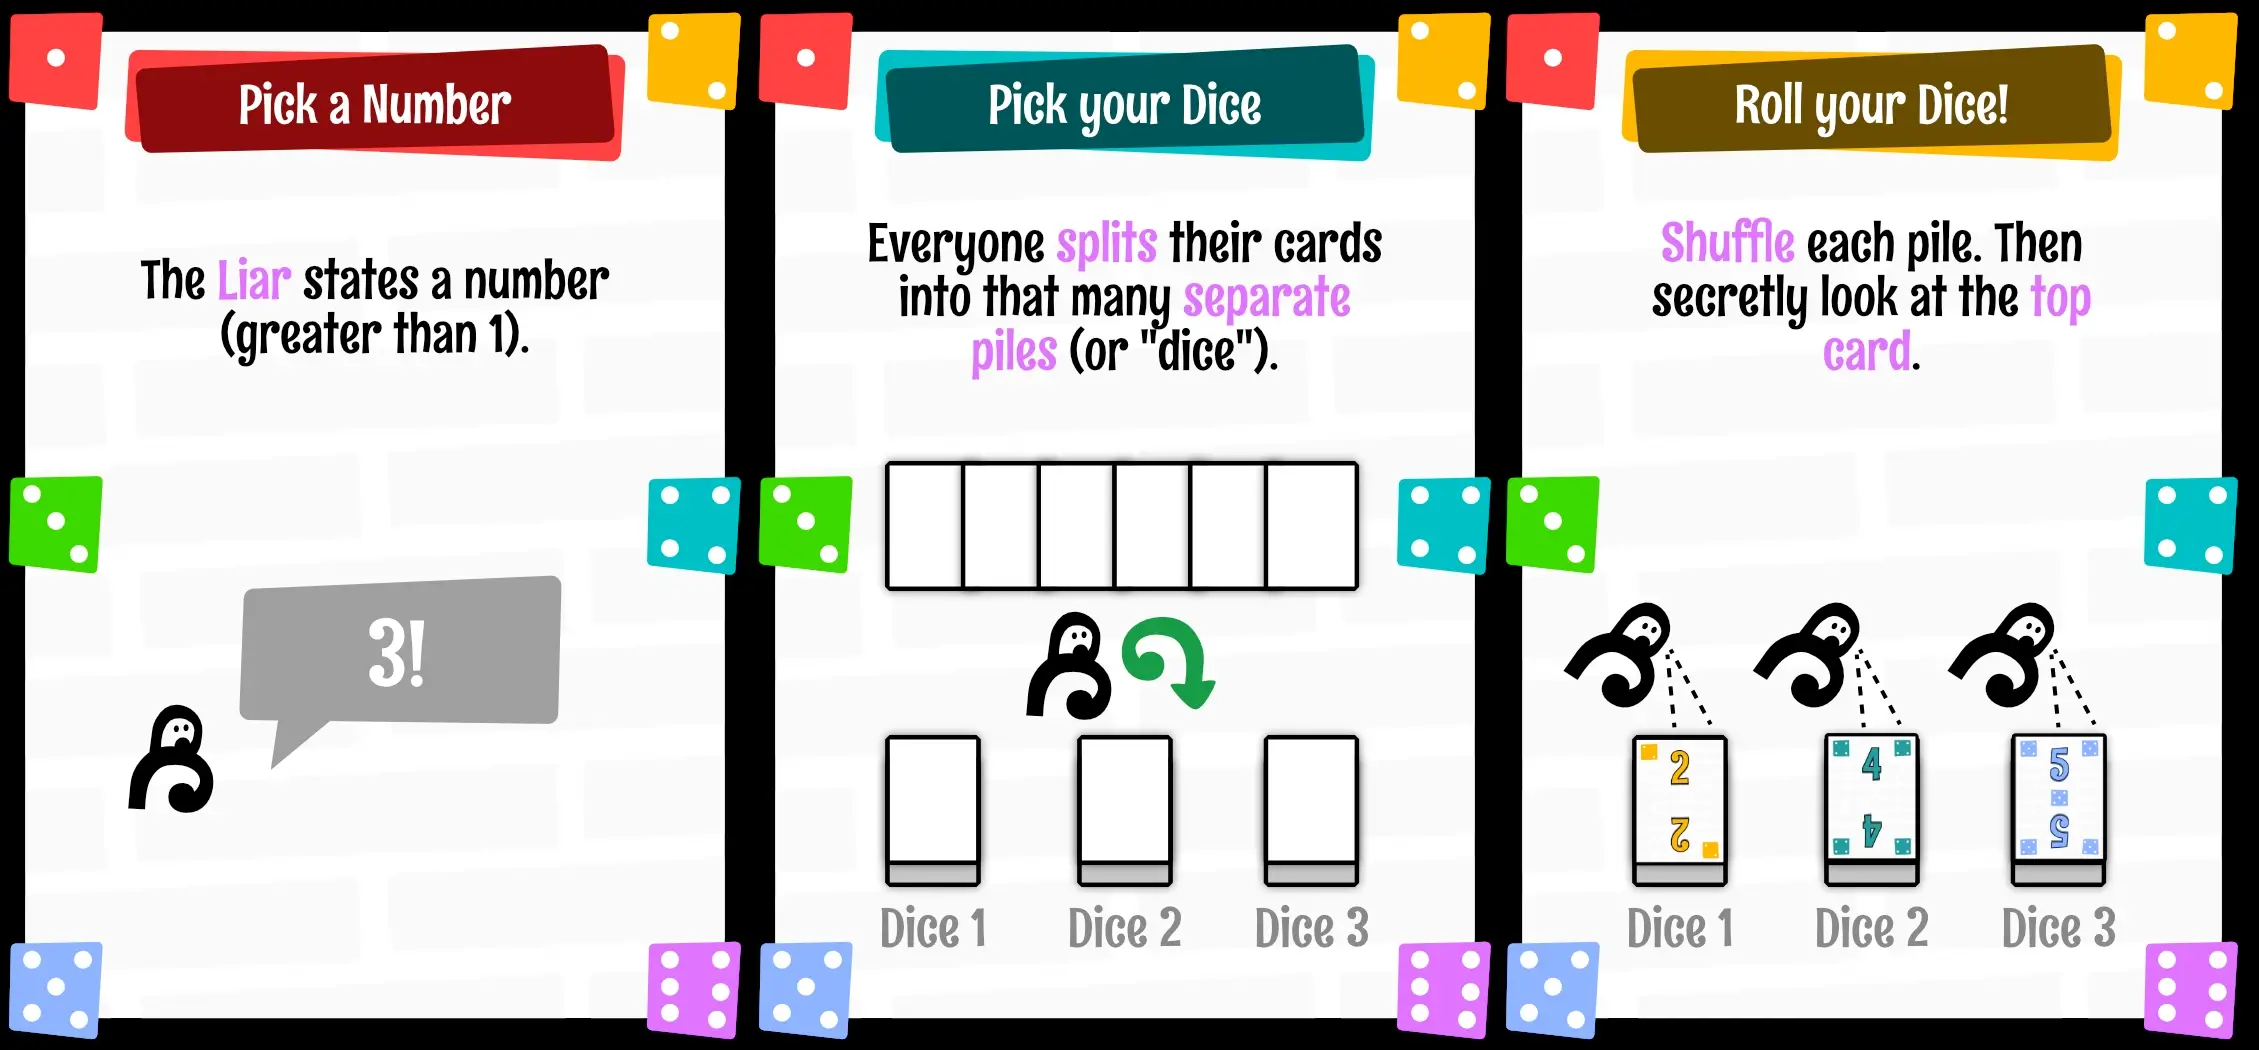 Pick a Number
The Liar states a number
(greater than 1).
3!
Pick your Dice
Everyone splits their cards
into that many separate
piles (or "dice").
Dice 1
Dice 2
Dice 3
Roll your Dice!
Shuffle each pile. Then
secretly look at the top
card.
2
2
4
4
5
5
Dice 1
Dice 2
Dice 3